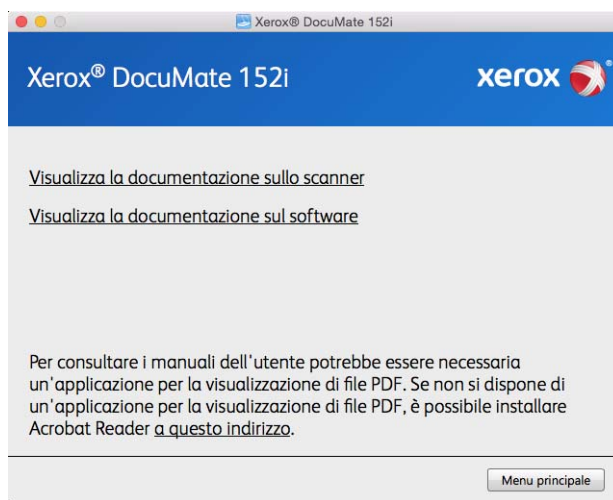 Xerox® DocuMate 152i
Xerox® DocuMate 152i
xerox ®
Visualizza la documentazione sullo scanner
Visualizza la documentazione sul software
Per consultare i manuali dell'utente potrebbe essere necessaria
un'applicazione per la visualizzazione di file PDF. Se non si dispone di
un'applicazione per la visualizzazione di file PDF, è possibile installare
Acrobat Reader a questo indirizzo.
Menu principale